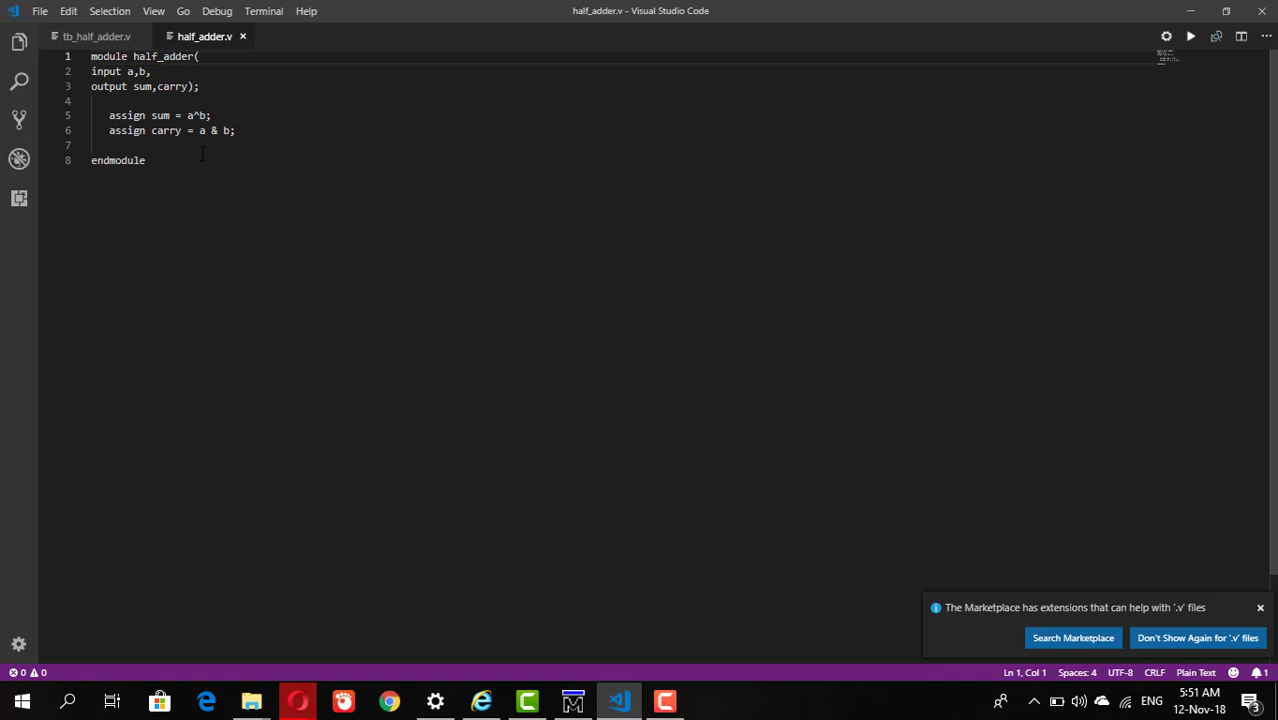 File Edit Selection View Go Debug Terminal Help
half_adder.v - Visual Studio Code
tb_half_adder.v half_adder.v
1 module half_adder(
2 input a,b,
3 output sum,carry);
4
5 assign sum = a^b;
6 assign carry = a & b;
7
8 endmodule
The Marketplace has extensions that can help with '.v' files
Search Marketplace Don't Show Again for '.v' files
0 0 Ln 1, Col 1 Spaces: 4 UTF-8 CRLF Plain Text 1
ENG 5:51 AM
12-Nov-18 3